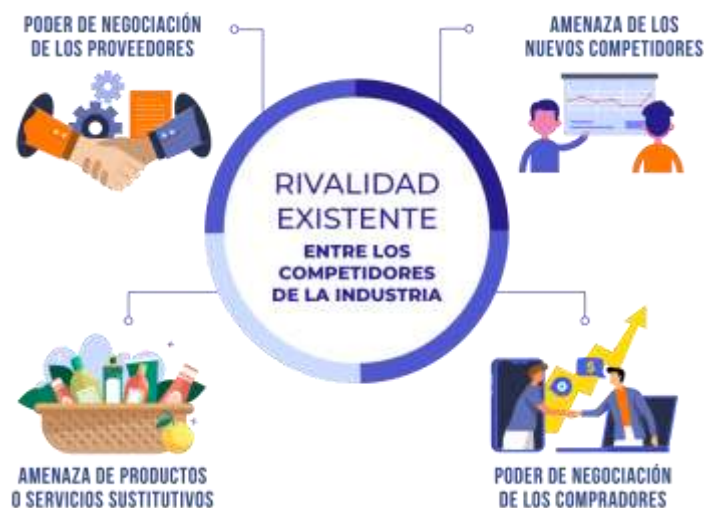 PODER DE NEGOCIACIÓN
DE LOS PROVEEDORES
AMENAZA DE LOS
NUEVOS COMPETIDORES
RIVALIDAD
EXISTENTE
ENTRE LOS
COMPETIDORES
DE LA INDUSTRIA
AMENAZA DE PRODUCTOS
O SERVICIOS SUSTITUTIVOS
PODER DE NEGOCIACIÓN
DE LOS COMPRADORES